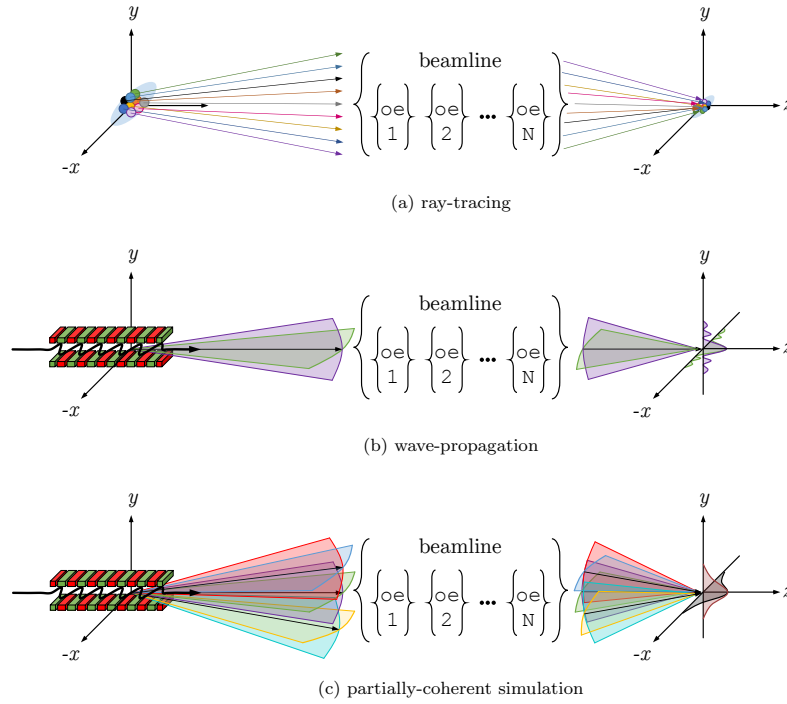 y
beamline
oe oe oe
1 2 ••• N
z
-x
-x
(a) ray-tracing
y
y
beamline
oe oe oe
1 2 ••• N
z
-x
-x
(b) wave-propagation
y
y
beamline
oe oe oe
1 2 ••• N
z
-x
-x
(c) partially-coherent simulation